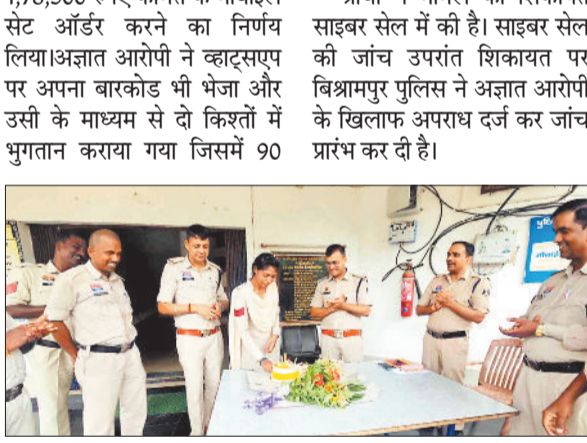 सेट ऑर्डर करने का निर्णय
लिया।अज्ञात आरोपी ने व्हाट्सएप
पर अपना बारकोड भी भेजा और
उसी के माध्यम से दो किश्तों में
भुगतान कराया गया जिसमें 90
साइबर सेल में की है। साइबर सेल
की जांच उपरांत शिकायत पर
बिश्रामपुर पुलिस ने अज्ञात आरोपी
के खिलाफ अपराध दर्ज कर जांच
प्रारंभ कर दी है।